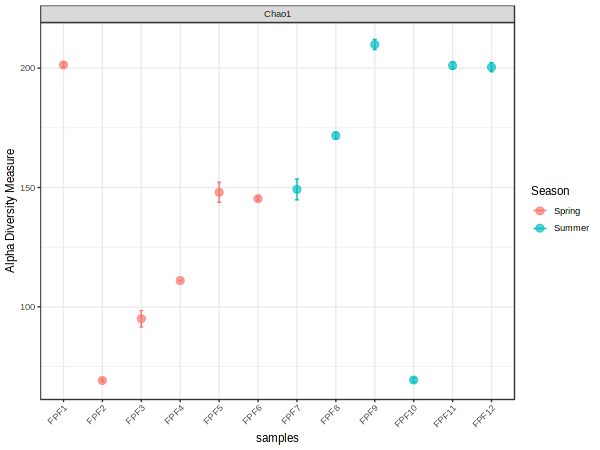 Chao1
Alpha Diversity Measure
200
150
100
FPF1
FPF2
FPF3
FPF4
FPF5
FPF6
FPF7
FPF8
FPF9
FPF10
FPF11
FPF12
samples
Season
Spring
Summer